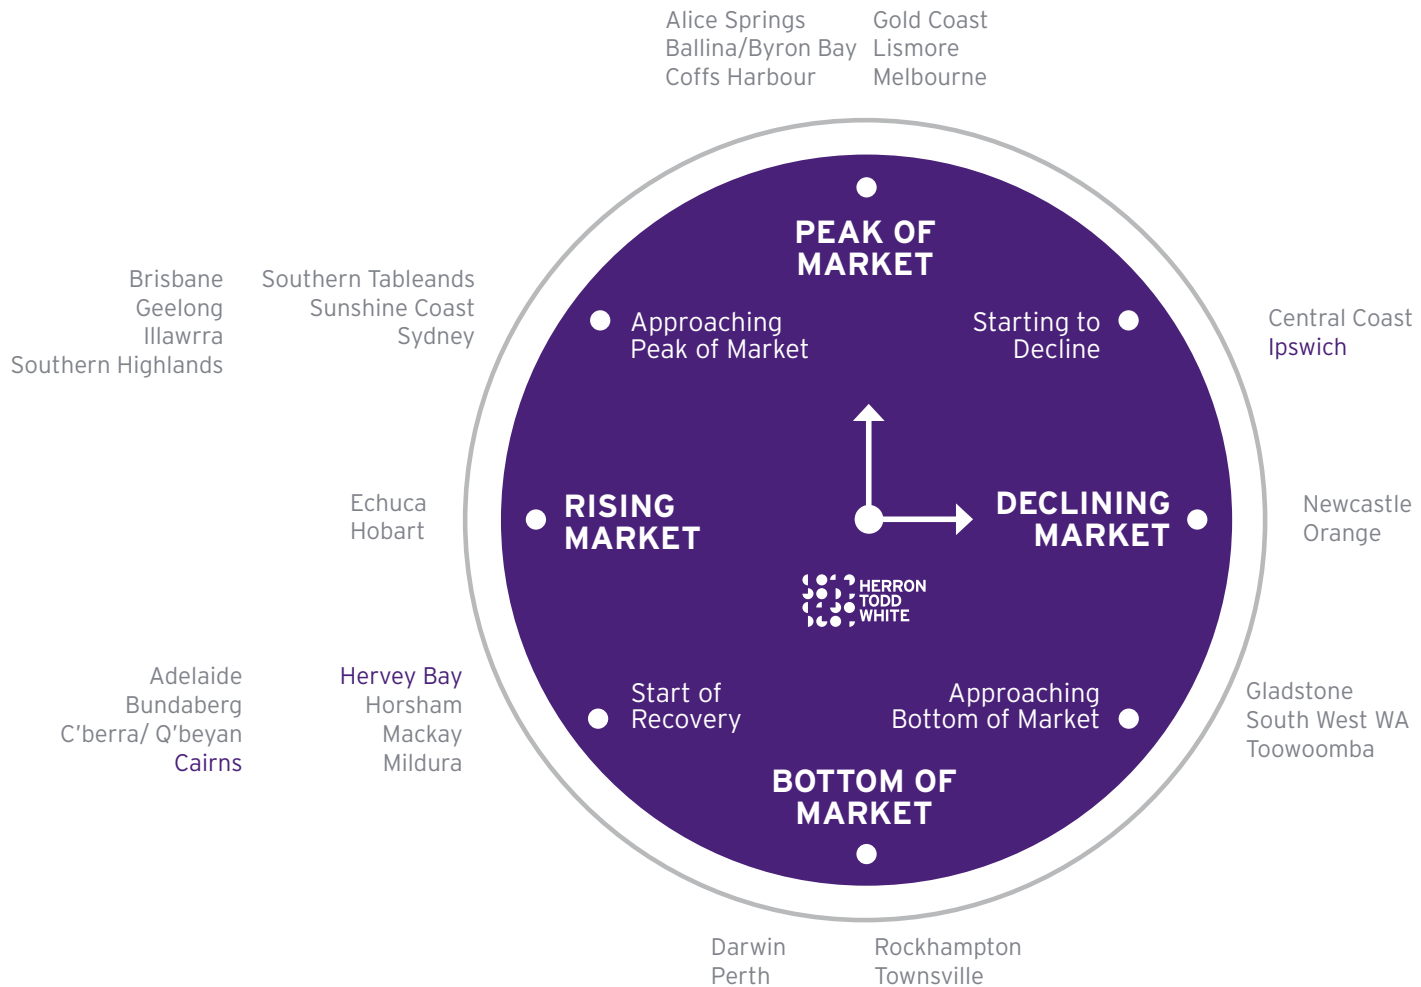 Alice Springs
Ballina/Byron Bay
Coffs Harbour
Gold Coast
Lismore
Melbourne
PEAK OF
MARKET
Brisbane
Geelong
Illawrra
Southern Highlands
Southern Tableands
Sunshine Coast
Sydney
Approaching
Peak of Market
Starting to
Decline
Central Coast
Ipswich
Echuca
Hobart
RISING
MARKET
DECLINING
MARKET
Newcastle
Orange
HERRON
TODD
WHITE
Adelaide
Bundaberg
C'berra/ Q'beyan
Cairns
Hervey Bay
Horsham
Mackay
Mildura
Start of
Recovery
Approaching
Bottom of Market
Gladstone
South West WA
Toowoomba
BOTTOM OF
MARKET
Darwin
Perth
Rockhampton
Townsville